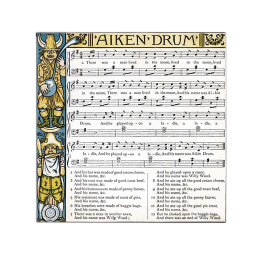 "AIKEN·DRUM"
1. There was a man lived in the moon, lived in the moon, lived
in the moon, There was a man lived in the moon, And his name was Ai-ken
Drum, And he played up-on a la-dle, a la-dle, a
la-dle, And he played up-on a la-dle, And his name was Aiken Drum.
2 And his hat was made of good cream cheese,
And his name, &c.
3 And his coat was made of good roast beef,
And his name, &c.
4 And his buttons were made of penny loaves,
And his name, &c.
5 His waistcoat was made of crust of pies,
And his name, &c.
6 His breeches were made of haggis bags,
And his name, &c.
7 There was a man in another town,
And his name was Willy Wood;
8 And he played upon a razor,
And his name was Willy Wood.
9 And he ate up all the good cream cheese,
And his name, &c.
10 And he ate up all the good roast beef,
And his name, &c.
11 And he ate up all the penny loaves,
And his name, &c.
12 And he ate up all the good pie crust,
And his name, &c.
13 But he choked upon the haggis bags,
And there was an end of Willy Wood.